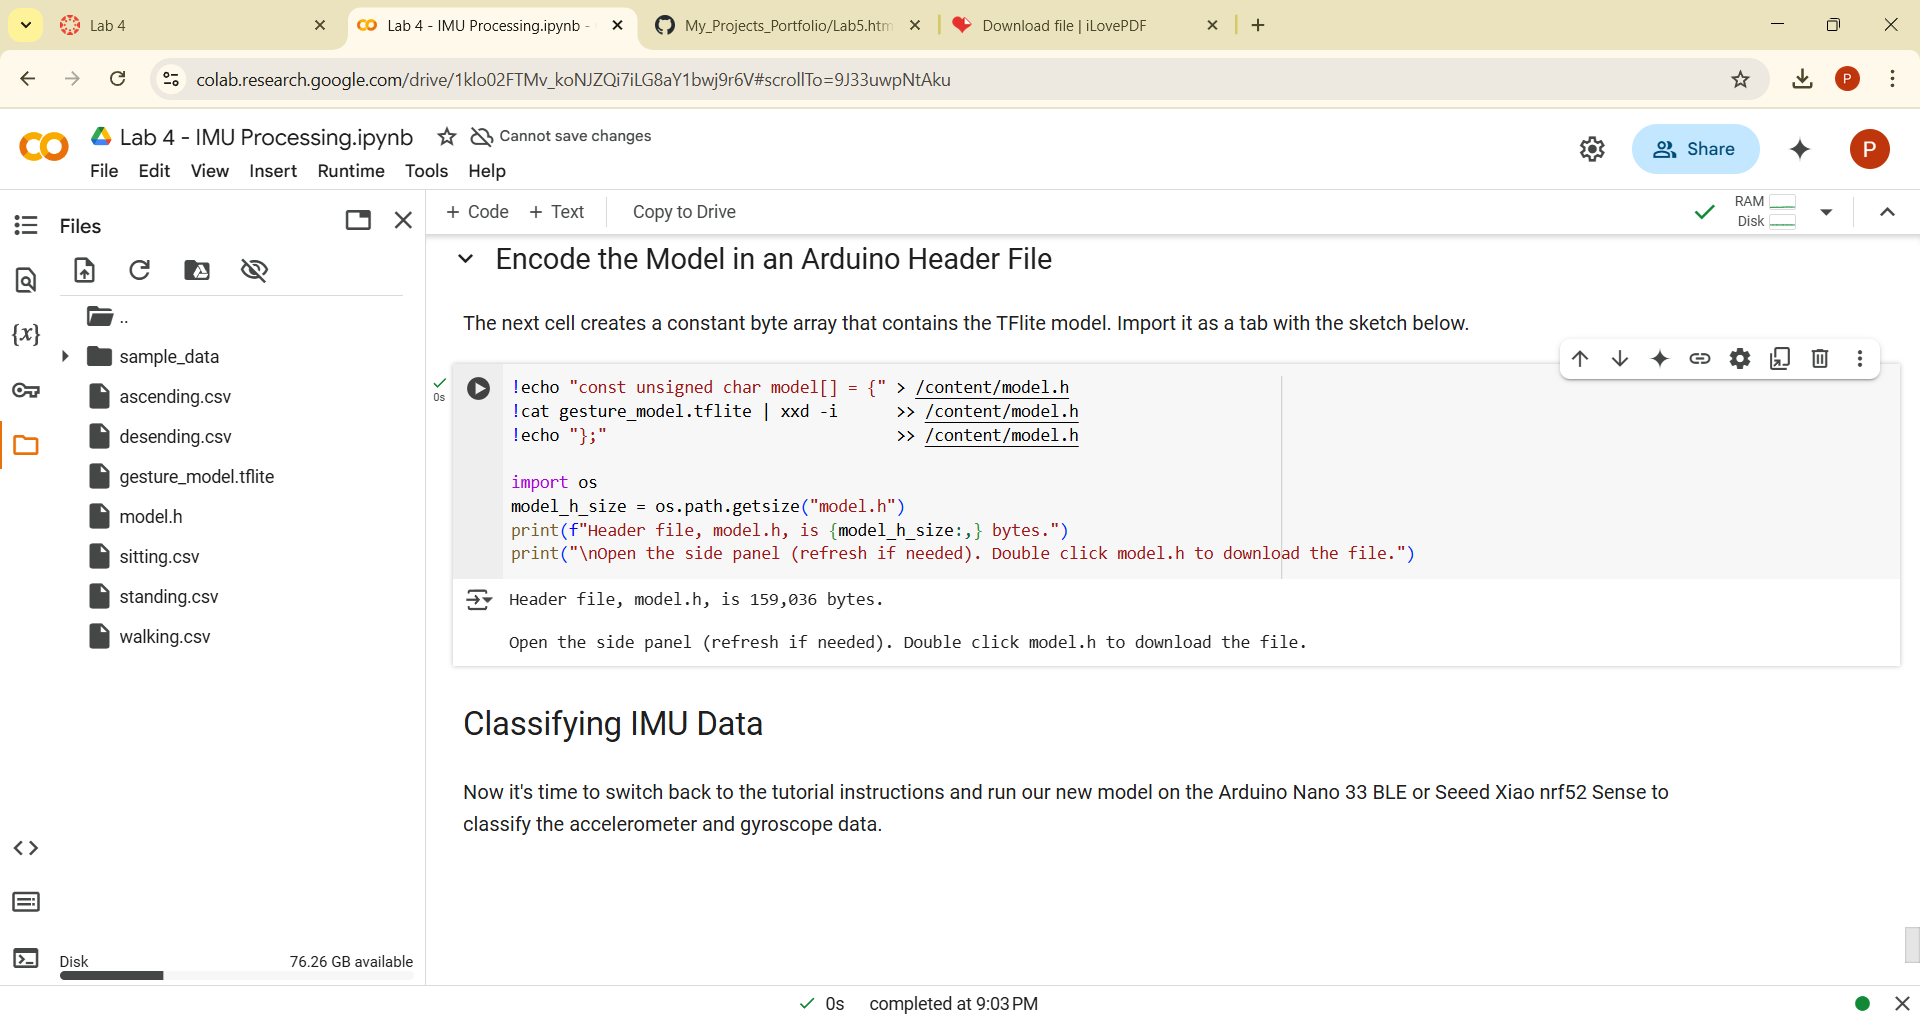 Lab 4
Lab 4 - IMU Processing.ipynb -
My_Projects_Portfolio/Lab5.htm
Download file | iLovePDF
colab.research.google.com/drive/1klo02FTMv_koNJZQi7iLG8aY1bwj9r6V#scrollTo=9J33uwpNtAku
P
Lab 4 - IMU Processing.ipynb
Cannot save changes
File Edit View Insert Runtime Tools Help
Share
P
Files
+ Code + Text
Copy to Drive
RAM
Disk
..
sample_data
ascending.csv
desending.csv
gesture_model.tflite
model.h
sitting.csv
standing.csv
walking.csv
Disk
76.26 GB available
Encode the Model in an Arduino Header File
The next cell creates a constant byte array that contains the TFlite model. Import it as a tab with the sketch below.
0s
!echo "const unsigned char model[] = {" > /content/model.h
!cat gesture_model.tflite | xxd -i      >> /content/model.h
!echo "};"                              >> /content/model.h
import os
model_h_size = os.path.getsize("model.h")
print(f"Header file, model.h, is {model_h_size:,} bytes.")
print("\nOpen the side panel (refresh if needed). Double click model.h to download the file.")
Header file, model.h, is 159,036 bytes.
Open the side panel (refresh if needed). Double click model.h to download the file.
Classifying IMU Data
Now it's time to switch back to the tutorial instructions and run our new model on the Arduino Nano 33 BLE or Seeed Xiao nrf52 Sense to
classify the accelerometer and gyroscope data.
0s completed at 9:03 PM